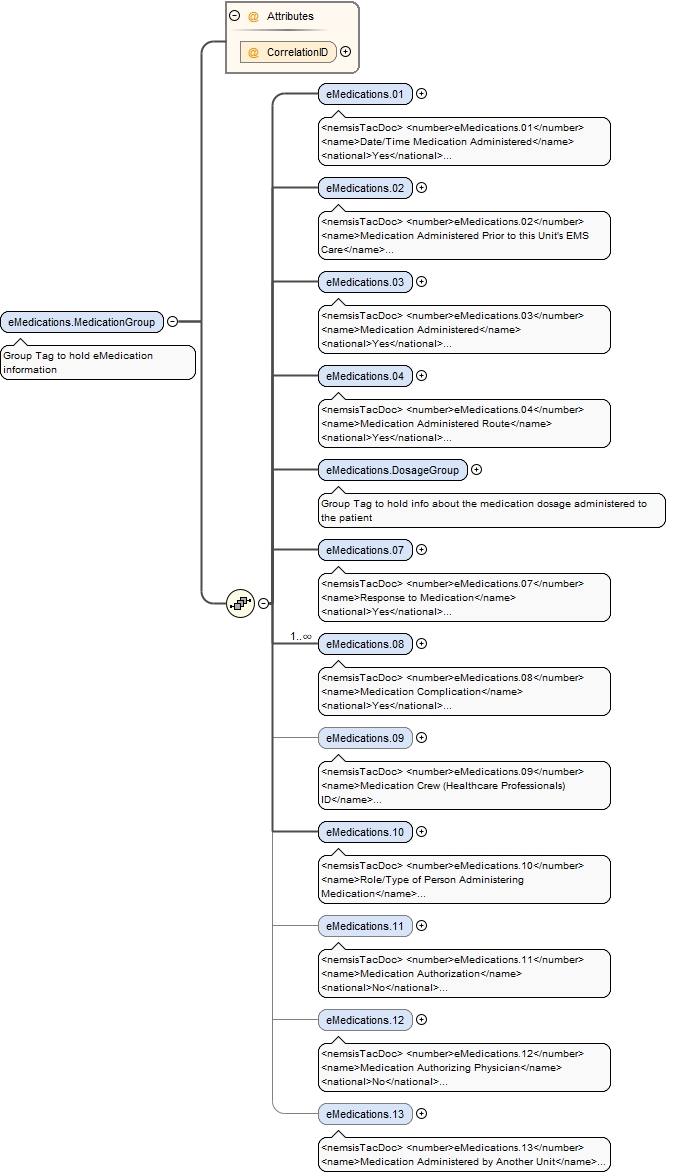 Attributes
CorrelationID
eMedications.MedicationGroup
Group Tag to hold eMedication
information
eMedications.01
<nemsisTacDoc> <number>eMedications.01</number>
<name>Date/Time Medication Administered</name>
<national>Yes</national>...
eMedications.02
<nemsisTacDoc> <number>eMedications.02</number>
<name>Medication Administered Prior to this Unit's EMS
Care</name>...
eMedications.03
<nemsisTacDoc> <number>eMedications.03</number>
<name>Medication Administered</name>
<national>Yes</national>...
eMedications.04
<nemsisTacDoc> <number>eMedications.04</number>
<name>Medication Administered Route</name>
<national>Yes</national>...
eMedications.DosageGroup
Group Tag to hold info about the medication dosage administered to
the patient
eMedications.07
<nemsisTacDoc> <number>eMedications.07</number>
<name>Response to Medication</name>
<national>Yes</national>...
1..∞
eMedications.08
<nemsisTacDoc> <number>eMedications.08</number>
<name>Medication Complication</name>
<national>Yes</national>...
eMedications.09
<nemsisTacDoc> <number>eMedications.09</number>
<name>Medication Crew (Healthcare Professionals)
ID</name>...
eMedications.10
<nemsisTacDoc> <number>eMedications.10</number>
<name>Role/Type of Person Administering
Medication</name>...
eMedications.11
<nemsisTacDoc> <number>eMedications.11</number>
<name>Medication Authorization</name>
<national>No</national>...
eMedications.12
<nemsisTacDoc> <number>eMedications.12</number>
<name>Medication Authorizing Physician</name>
<national>No</national>...
eMedications.13
<nemsisTacDoc> <number>eMedications.13</number>
<name>Medication Administered by Another Unit</name>...